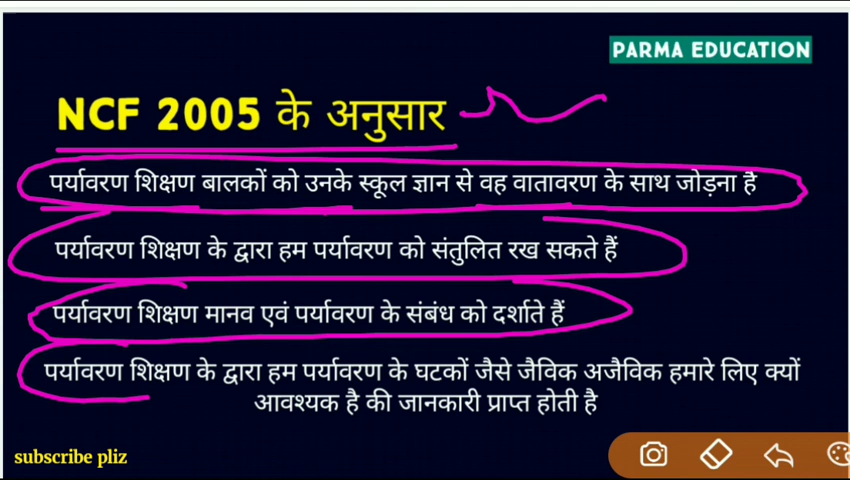 PARMA EDUCATION
NCF 2005 के अनुसार
पर्यावरण शिक्षण बालकों को उनके स्कूल ज्ञान से वह वातावरण के साथ जोड़ना है
पर्यावरण शिक्षण के द्वारा हम पर्यावरण को संतुलित रख सकते हैं
पर्यावरण शिक्षण मानव एवं पर्यावरण के संबंध को दर्शाते हैं
पर्यावरण शिक्षण के द्वारा हम पर्यावरण के घटकों जैसे जैविक अजैविक हमारे लिए क्यों
आवश्यक है की जानकारी प्राप्त होती है
subscribe pliz